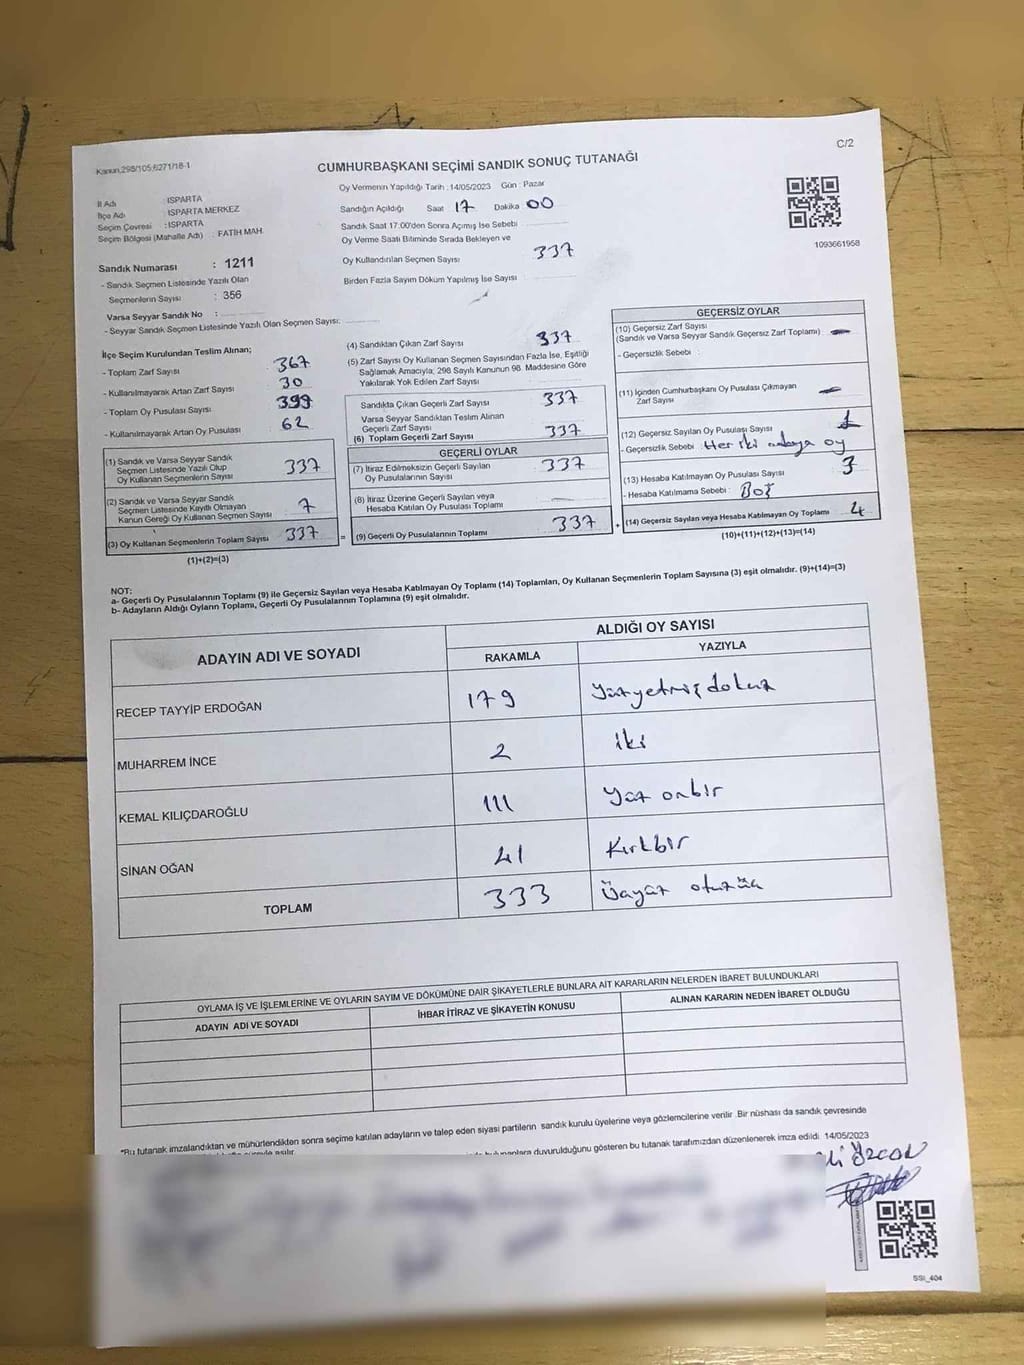 C/2
Kanun.298/105;6271/18-1
CUMHURBAŞKANI SEÇİMİ SANDIK SONUÇ TUTANAĞI
Oy Vermenin Yapıldığı Tarih : 14/05/2023 Gün : Pazar
İl Adı : ISPARTA
İlçe Adı : ISPARTA MERKEZ
Seçim Çevresi : ISPARTA
Seçim Bölgesi (Mahalle Adı) : FATİH MAH.
Sandığın Açıldığı Saat 17 Dakika 00
Sandık Saat 17.00'den Sonra Açımış İse Sebebi
Oy Verme Saati Bitiminde Sırada Bekleyen ve
Oy Kullandırılan Seçmen Sayısı 337
Birden Fazla Sayım Döküm Yapılmış İse Sayısı
1093661958
Sandık Numarası : 1211
- Sandık Seçmen Listesinde Yazılı Olan
Seçmenlerin Sayısı : 356
Varsa Seyyar Sandık No :
- Seyyar Sandık Seçmen Listesinde Yazılı Olan Seçmen Sayısı:
İlçe Seçim Kurulundan Teslim Alınan;
- Toplam Zarf Sayısı 367
- Kullanılmayarak Artan Zarf Sayısı 30
- Toplam Oy Pusulası Sayısı 399
- Kullanılmayarak Artan Oy Pusulası 62
(1) Sandık ve Varsa Seyyar Sandık
Seçmen Listesinde Yazılı Olup
Oy Kullanan Seçmenlerin Sayısı 337
(2) Sandık ve Varsa Seyyar Sandık
Seçmen Listesinde Kayıtlı Olmayan
Kanun Gereği Oy Kullanan Seçmen Sayısı 7
(3) Oy Kullanan Seçmenlerin Toplam Sayısı 337
(1)+(2)=(3)
(4) Sandıktan Çıkan Zarf Sayısı 337
(5) Zarf Sayısı Oy Kullanan Seçmen Sayısından Fazla İse, Eşitliği
Sağlamak Amacıyla; 298 Sayılı Kanunun 98. Maddesine Göre
Yakılarak Yok Edilen Zarf Sayısı
Sandıkta Çıkan Geçerli Zarf Sayısı 337
Varsa Seyyar Sandıktan Teslim Alınan
Geçerli Zarf Sayısı
(6) Toplam Geçerli Zarf Sayısı 337
GEÇERLİ OYLAR
(7) İtiraz Edilmeksizin Geçerli Sayılan
Oy Pusulalarının Sayısı 337
(8) İtiraz Üzerine Geçerli Sayılan veya
Hesaba Katılan Oy Pusulası Toplamı
= (9) Geçerli Oy Pusulalarının Toplamı 337
GEÇERSİZ OYLAR
(10) Geçersiz Zarf Sayısı
(Sandık ve Varsa Seyyar Sandık Geçersiz Zarf Toplamı) -
- Geçersizlik Sebebi :
(11) İçinden Cumhurbaşkanı Oy Pusulası Çıkmayan
Zarf Sayısı -
(12) Geçersiz Sayılan Oy Pusulası Sayısı 1
- Geçersizlik Sebebi Her iki adaya oy
(13) Hesaba Katılmayan Oy Pusulası Sayısı 3
- Hesaba Katılmama Sebebi : Boş
+ (14) Geçersiz Sayılan veya Hesaba Katılmayan Oy Toplamı 4
(10)+(11)+(12)+(13)=(14)
NOT:
a- Geçerli Oy Pusulalarının Toplamı (9) ile Geçersiz Sayılan veya Hesaba Katılmayan Oy Toplamı (14) Toplamları, Oy Kullanan Seçmenlerin Toplam Sayısına (3) eşit olmalıdır. (9)+(14)=(3)
b- Adayların Aldığı Oyların Toplamı, Geçerli Oy Pusulalarının Toplamına (9) eşit olmalıdır.
ADAYIN ADI VE SOYADI
ALDIĞI OY SAYISI
RAKAMLA YAZIYLA
RECEP TAYYİP ERDOĞAN 179 yüzyetmişdokuz
MUHARREM İNCE 2 iki
KEMAL KILIÇDAROĞLU 111 yüz onbir
SİNAN OĞAN 41 Kırkbir
TOPLAM 333 Üçyüz otuzüç
OYLAMA İŞ VE İŞLEMLERİNE VE OYLARIN SAYIM VE DÖKÜMÜNE DAİR ŞİKAYETLERLE BUNLARA AİT KARARLARIN NELERDEN İBARET BULUNDUKLARI
ADAYIN ADI VE SOYADI İHBAR İTİRAZ VE ŞİKAYETİN KONUSU ALINAN KARARIN NEDEN İBARET OLDUĞU
*Bu tutanak imzalandıktan ve mühürlendikten sonra seçime katılan adayların ve talep eden siyasi partilerin sandık kurulu üyelerine veya gözlemcilerine verilir .Bir nüshası da sandık çevresinde
duyurulduğunu gösteren bu tutanak tarafımızdan düzenlenerek imza edildi. 14/05/2023
ÖZCAN
SSI_404